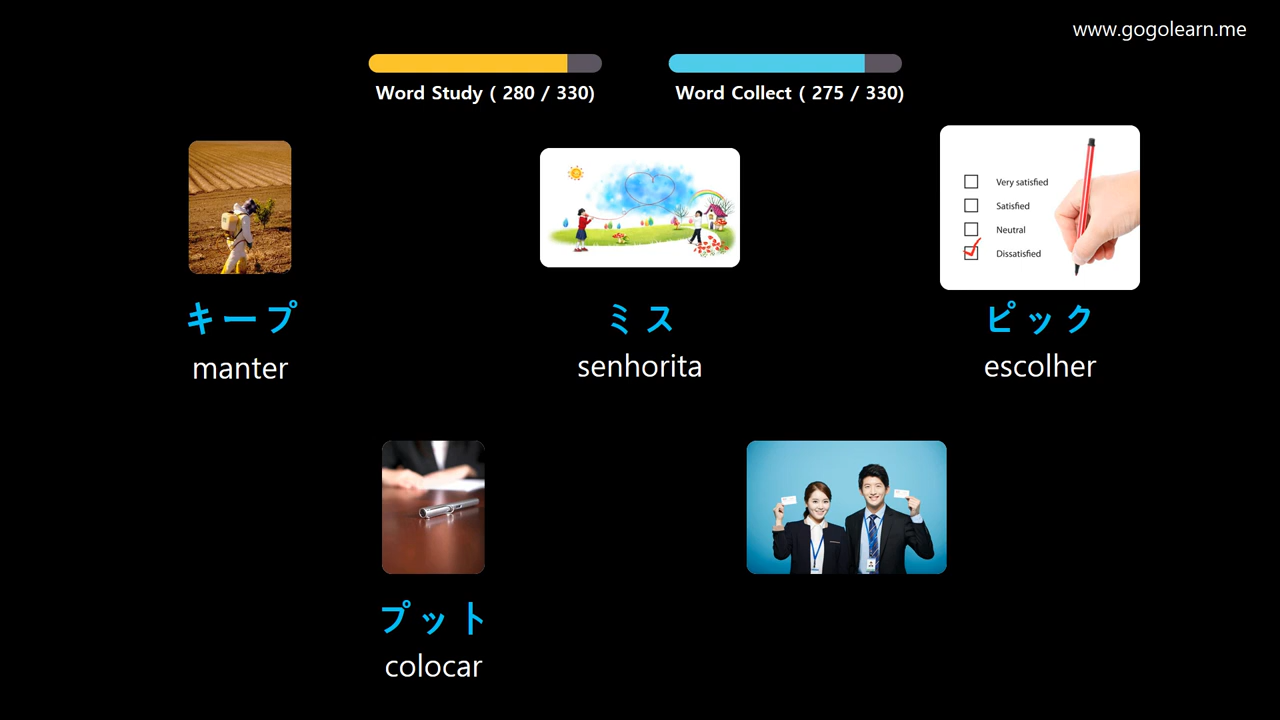 www.gogolearn.me
Word Study ( 280 / 330)
Word Collect ( 275 / 330)
Very satisfied
Satisfied
Neutral
Dissatisfied
キープ
ミス
ピック
manter
senhorita
escolher
プット
colocar